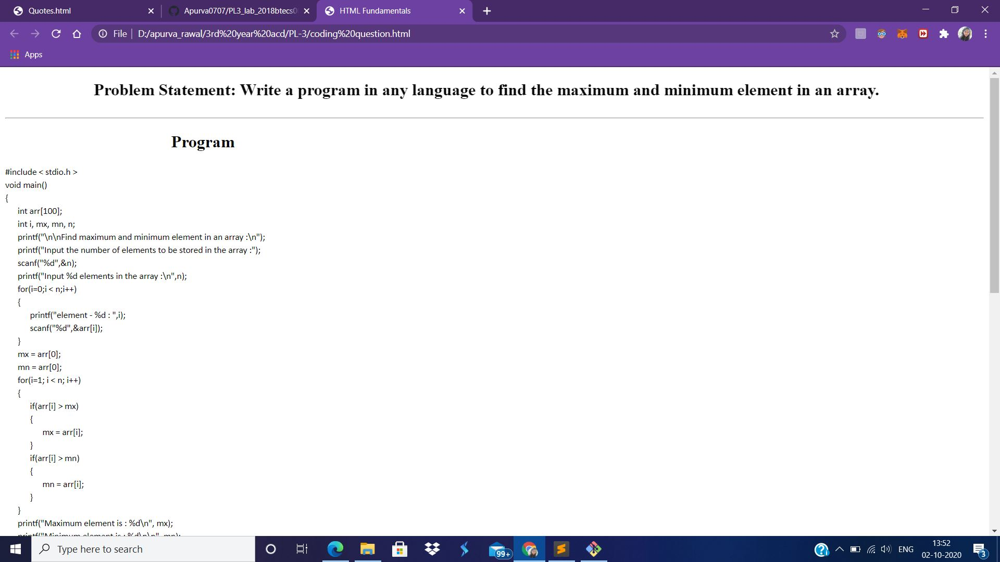 Quotes.html
Apurva0707/PL3_lab_2018btecs0
HTML Fundamentals
File
D:/apurva_rawal/3rd%20year%20acd/PL-3/coding%20question.html
Apps
Problem Statement: Write a program in any language to find the maximum and minimum element in an array.
Program
#include < stdio.h >
void main()
{
int arr[100];
int i, mx, mn, n;
printf("\n\nFind maximum and minimum element in an array :\n");
printf("Input the number of elements to be stored in the array :");
scanf("%d",&n);
printf("Input %d elements in the array :\n",n);
for(i=0;i < n;i++)
{
printf("element - %d : ",i);
scanf("%d",&arr[i]);
}
mx = arr[0];
mn = arr[0];
for(i=1; i < n; i++)
{
if(arr[i] > mx)
{
mx = arr[i];
}
if(arr[i] > mn)
{
mn = arr[i];
}
}
printf("Maximum element is : %d\n", mx);
printf("Minimum element is : %d\n\n", mn);
Type here to search
99+
ENG
13:52
02-10-2020
3